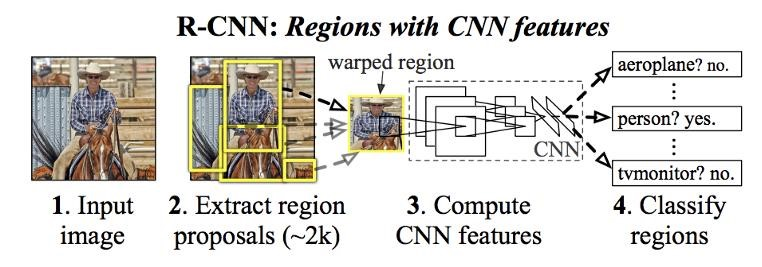 R-CNN: Regions with CNN features
warped region
aeroplane? no.
person? yes.
tvmonitor? no.
CNN
1. Input
image
2. Extract region
proposals (~2k)
3. Compute
CNN features
4. Classify
regions